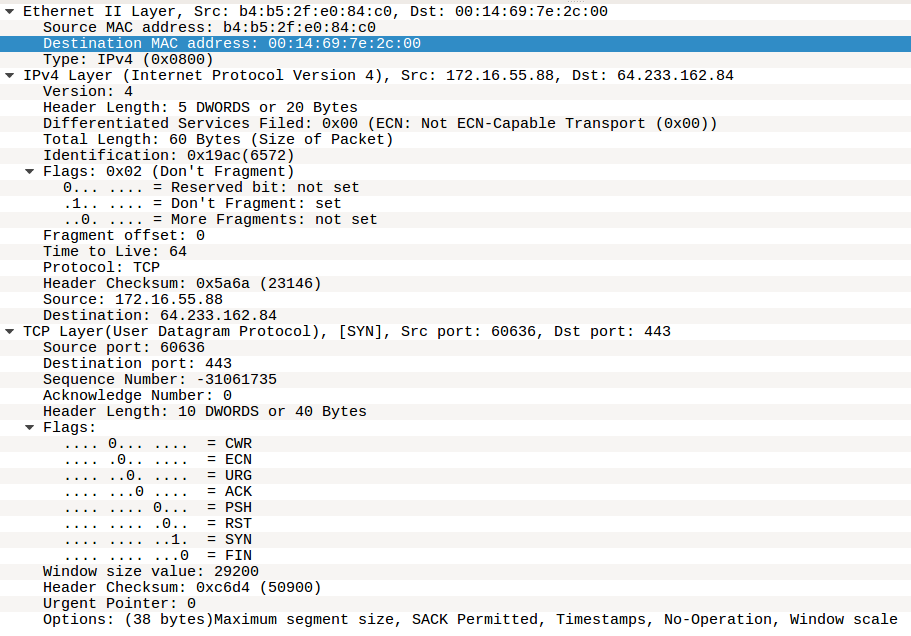 Ethernet II Layer, Src: b4:b5:2f:e0:84:c0, Dst: 00:14:69:7e:2c:00
Source MAC address: b4:b5:2f:e0:84:c0
Destination MAC address: 00:14:69:7e:2c:00
Type: IPv4 (0x0800)
IPv4 Layer (Internet Protocol Version 4), Src: 172.16.55.88, Dst: 64.233.162.84
Version: 4
Header Length: 5 DWORDS or 20 Bytes
Differentiated Services Filed: 0x00 (ECN: Not ECN-Capable Transport (0x00))
Total Length: 60 Bytes (Size of Packet)
Identification: 0x19ac(6572)
Flags: 0x02 (Don't Fragment)
0... .... = Reserved bit: not set
.1.. .... = Don't Fragment: set
..0. .... = More Fragments: not set
Fragment offset: 0
Time to Live: 64
Protocol: TCP
Header Checksum: 0x5a6a (23146)
Source: 172.16.55.88
Destination: 64.233.162.84
TCP Layer(User Datagram Protocol), [SYN], Src port: 60636, Dst port: 443
Source port: 60636
Destination port: 443
Sequence Number: -31061735
Acknowledge Number: 0
Header Length: 10 DWORDS or 40 Bytes
Flags:
.... 0... .... = CWR
.... .0.. .... = ECN
.... ..0. .... = URG
.... ...0 .... = ACK
.... .... 0... = PSH
.... .... .0.. = RST
.... .... ..1. = SYN
.... .... ...0 = FIN
Window size value: 29200
Header Checksum: 0xc6d4 (50900)
Urgent Pointer: 0
Options: (38 bytes)Maximum segment size, SACK Permitted, Timestamps, No-Operation, Window scale